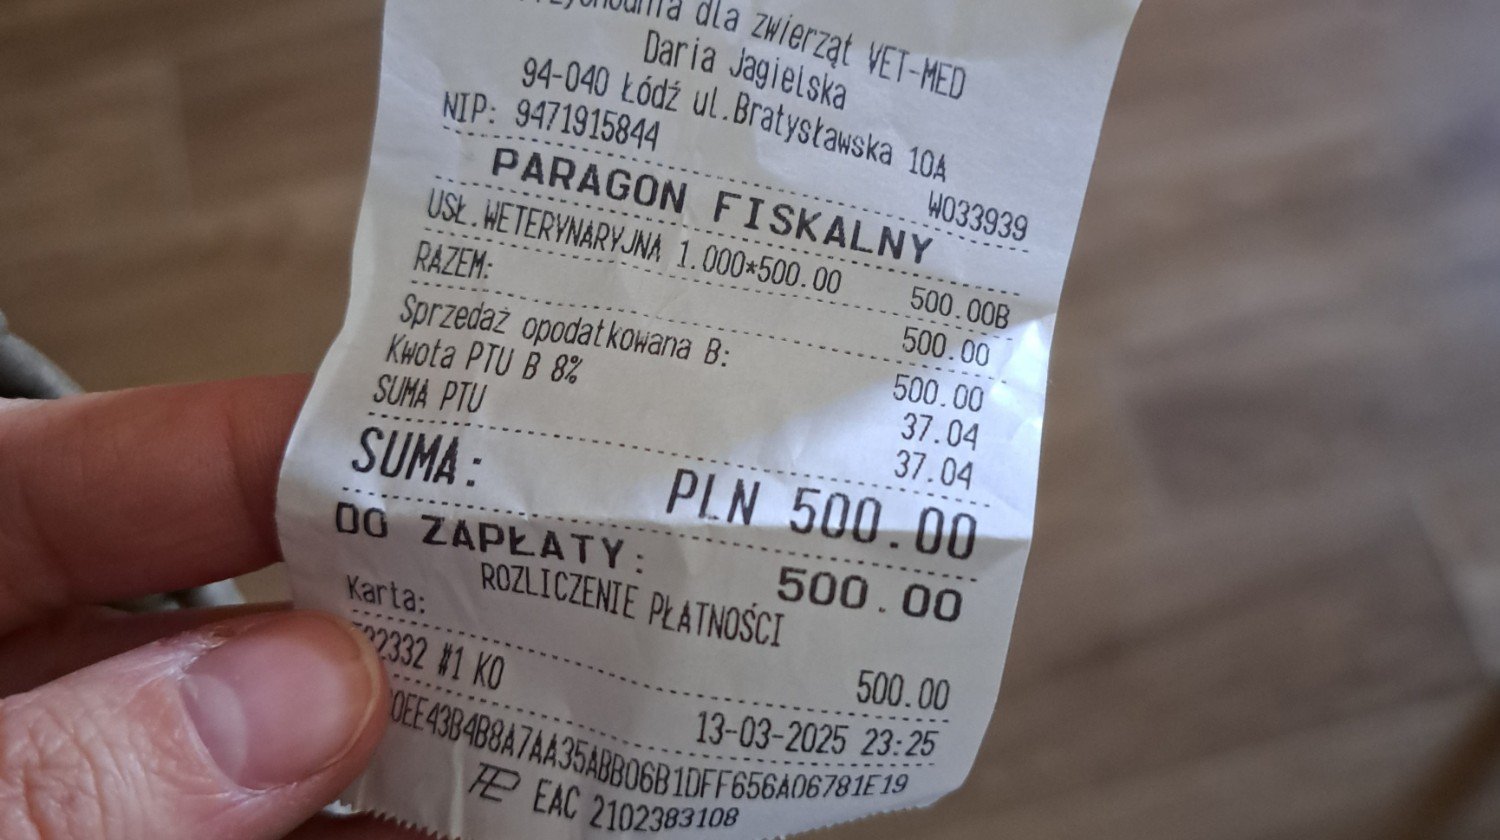 dla zwierząt VET-MED
Daria Jagielska
94-040 Łódź ul.Bratysławska 10A
NIP: 9471915844
W033939
PARAGON FISKALNY
USŁ.WETERYNARYJNA 1.000*500.00 500.00B
RAZEM: 500.00
Sprzedaż opodatkowana B: 500.00
Kwota PTU B 8% 37.04
SUMA PTU 37.04
SUMA: PLN 500.00
DO ZAPŁATY: 500.00
ROZLICZENIE PŁATNOŚCI
Karta: 500.00
#1 KO 13-03-2025 23:25
EAC 2102383108